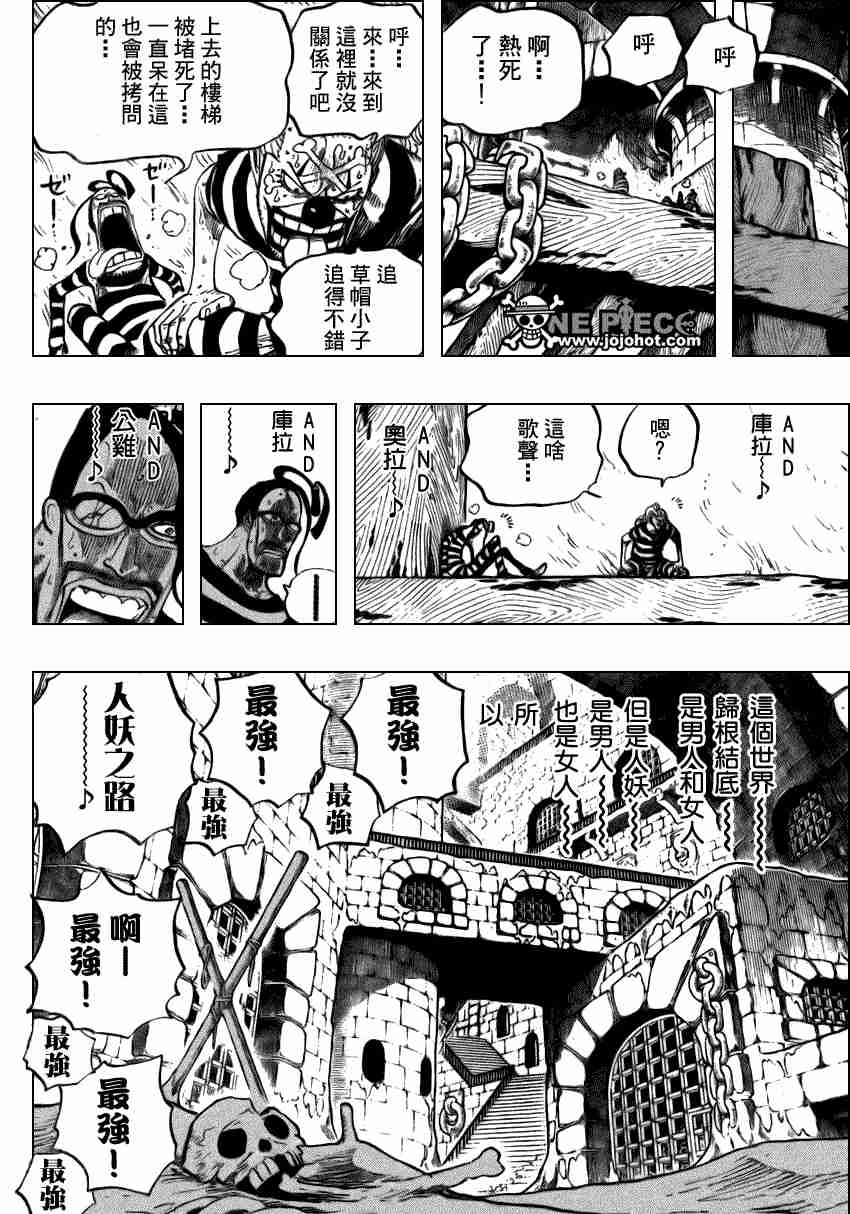 呼
呼
啊⋯
熱死
了⋯！
呼⋯
來⋯來到
這裡就沒
關係了吧
上去的樓梯
被堵死了⋯
一直呆在這
也會被拷問
的⋯
ゼー
ゼー
追
草帽小子
追得不錯
ONE PIECE
www.jojohot.com
AND
庫拉～♪
嗯?
這啥
歌聲⋯
AND
奧拉～♪
AND
～♪
庫拉
ー
AND
～♪
公雞
這個世界～
歸根結底
是男人和女人～
但是人妖～
是男人～
也是女人～
所
以
最強！
最強
最強！
最強
人妖之路～♪
啊ー
最強！
最強
最強！
最強